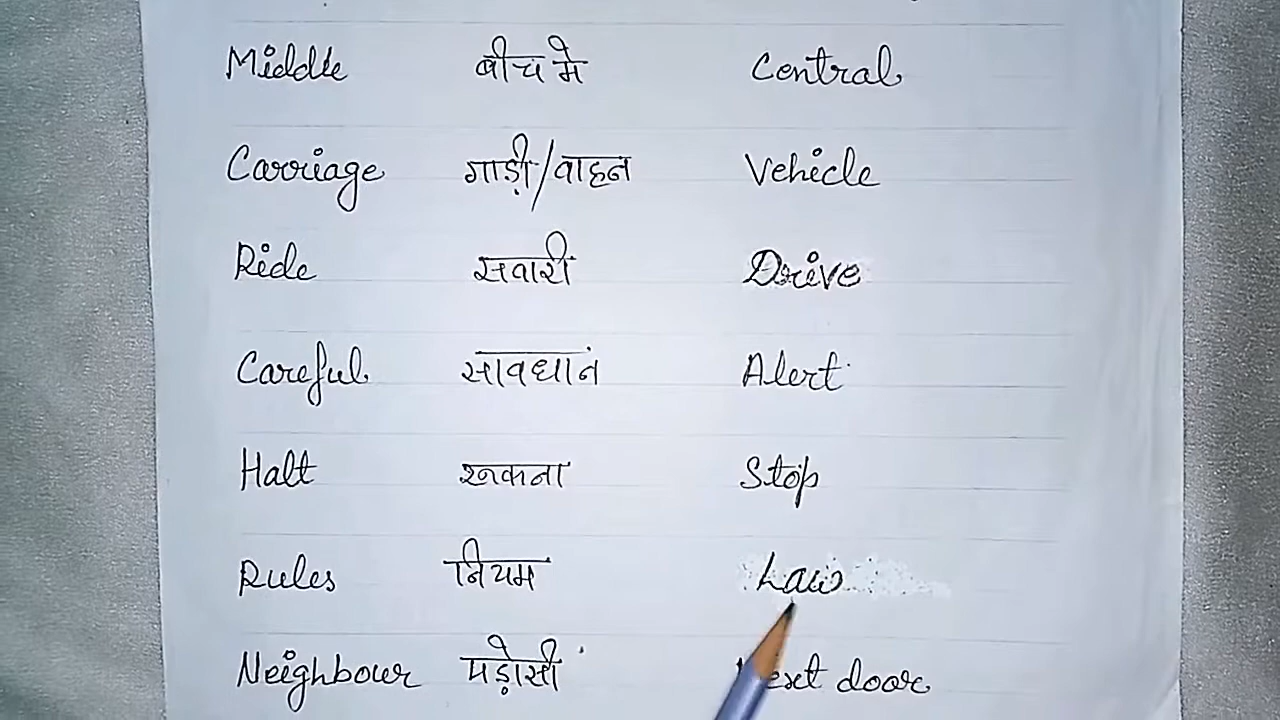 Middle बीच मे Central
Carriage गाड़ी/वाहन Vehicle
Ride सवारी Drive
Careful सावधान Alert
Halt रूकना Stop
Rules नियम Law
Neighbour पड़ोसी door